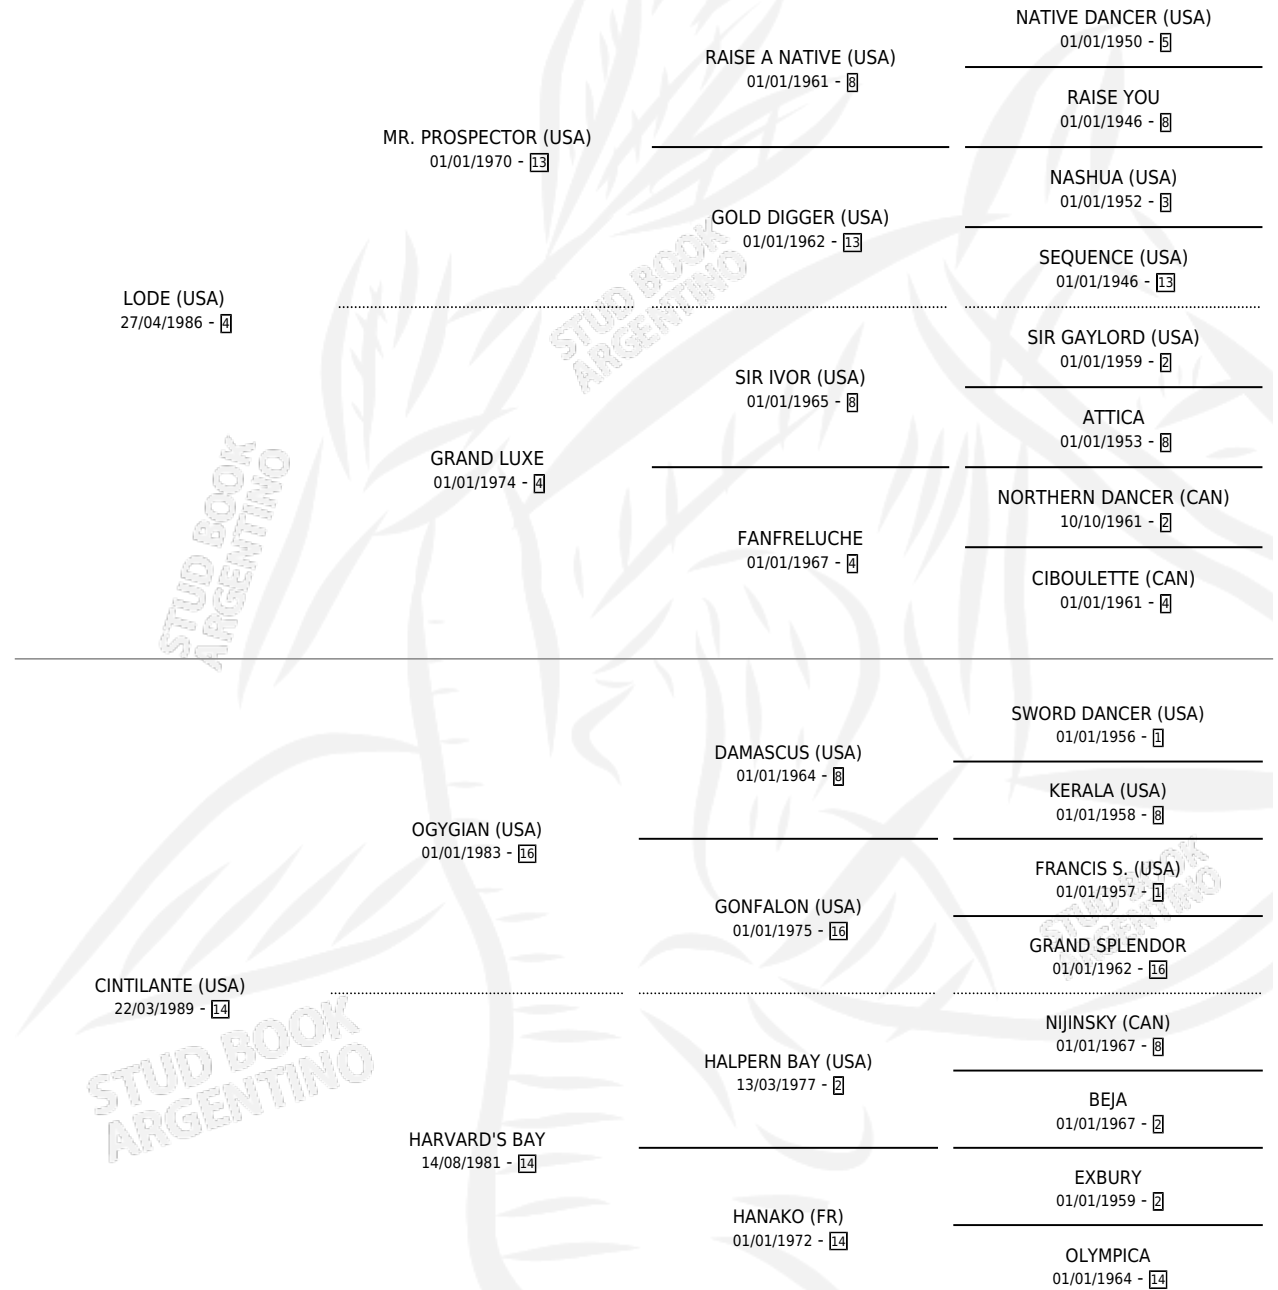 NATIVE DANCER (USA)
01/01/1950 - 5
RAISE A NATIVE (USA)
01/01/1961 - 8
RAISE YOU
01/01/1946 - 8
MR. PROSPECTOR (USA)
01/01/1970 - 13
NASHUA (USA)
01/01/1952 - 3
GOLD DIGGER (USA)
01/01/1962 - 13
SEQUENCE (USA)
01/01/1946 - 13
LODE (USA)
27/04/1986 - 4
SIR GAYLORD (USA)
01/01/1959 - 2
SIR IVOR (USA)
01/01/1965 - 8
ATTICA
01/01/1953 - 8
GRAND LUXE
01/01/1974 - 4
NORTHERN DANCER (CAN)
10/10/1961 - 2
FANFRELUCHE
01/01/1967 - 4
CIBOULETTE (CAN)
01/01/1961 - 4
SWORD DANCER (USA)
01/01/1956 - 1
DAMASCUS (USA)
01/01/1964 - 8
KERALA (USA)
01/01/1958 - 8
OGYGIAN (USA)
01/01/1983 - 16
FRANCIS S. (USA)
01/01/1957 - 1
GONFALON (USA)
01/01/1975 - 16
GRAND SPLENDOR
01/01/1962 - 16
CINTILANTE (USA)
22/03/1989 - 14
NIJINSKY (CAN)
01/01/1967 - 8
HALPERN BAY (USA)
13/03/1977 - 2
BEJA
01/01/1967 - 2
HARVARD'S BAY
14/08/1981 - 14
EXBURY
01/01/1959 - 2
HANAKO (FR)
01/01/1972 - 14
OLYMPICA
01/01/1964 - 14
STUD BOOK
ARGENTINO
STUD BOOK
ARGENTINO
STUD BOOK
ARGENTINO
STUD BOOK
ARGENTINO